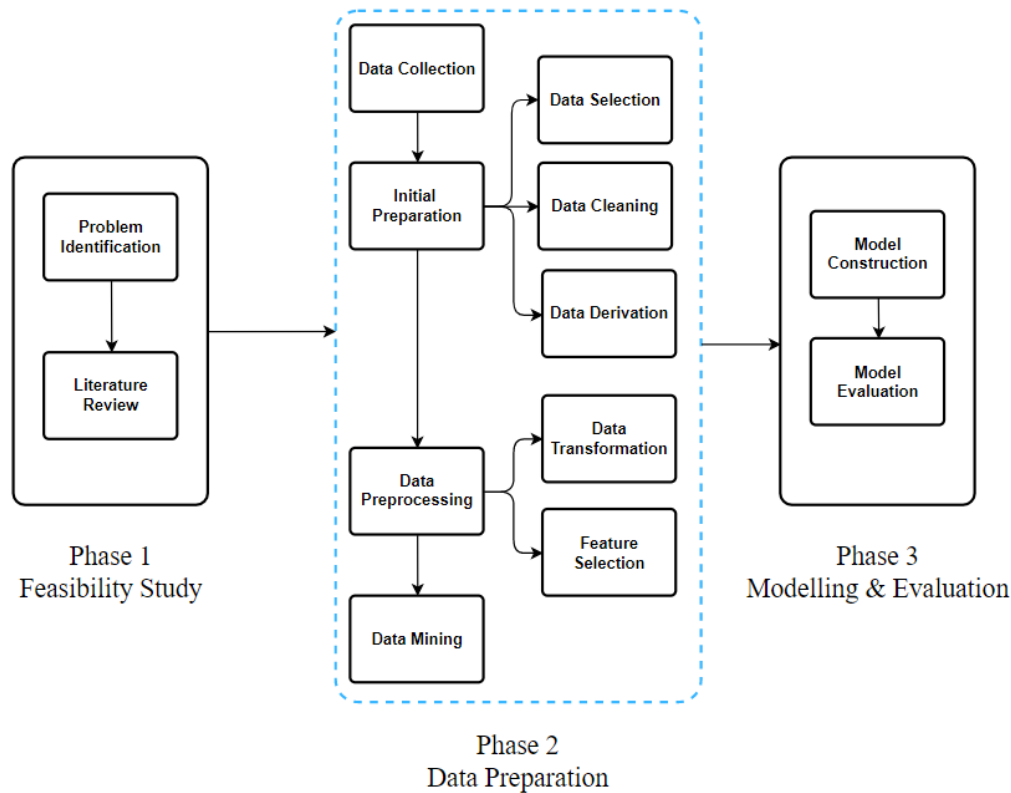 Problem
Identification
Literature
Review
Phase 1
Feasibility Study
Data Collection
Initial
Preparation
Data Selection
Data Cleaning
Data Derivation
Data
Preprocessing
Data
Transformation
Feature
Selection
Data Mining
Phase 2
Data Preparation
Model
Construction
Model
Evaluation
Phase 3
Modelling & Evaluation